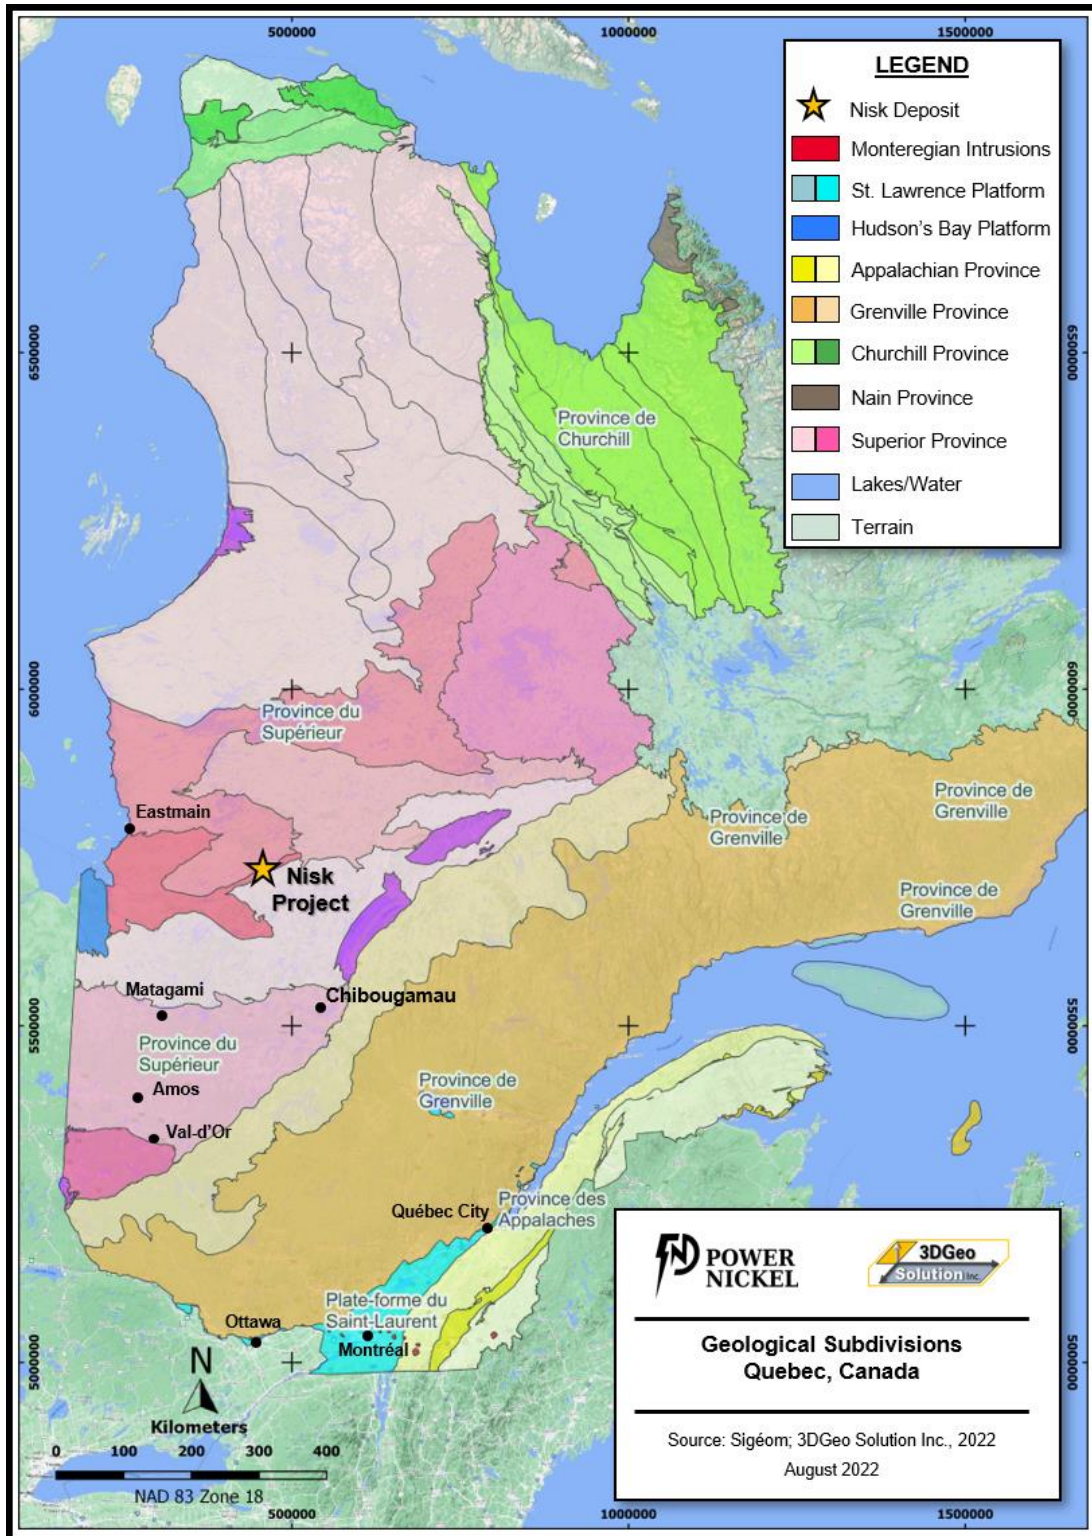 500000
1000000
1500000
LEGEND
Nisk Deposit
Monteregian Intrusions
St. Lawrence Platform
Hudson's Bay Platform
Appalachian Province
Grenville Province
Churchill Province
Nain Province
Superior Province
Lakes/Water
Terrain
6500000
6500000
Province de
Churchill
6000000
6000000
Province du
Supérieur
Eastmain
Province de
Grenville
Province de
Grenville
Nisk
Project
Province de
Grenville
Matagami
Chibougamau
5500000
5500000
Province du
Supérieur
Amos
Province de
Grenville
Val-d'Or
Québec City
Province des
Appalaches
Plate-forme du
Saint-Laurent
Ottawa
Montréal
5000000
5000000
N
Kilometers
0 100 200 300 400
NAD 83 Zone 18
POWER
NICKEL
3DGeo
Solution Inc.
Geological Subdivisions
Quebec, Canada
Source: Sigéom; 3DGeo Solution Inc., 2022
August 2022
500000
1000000
1500000